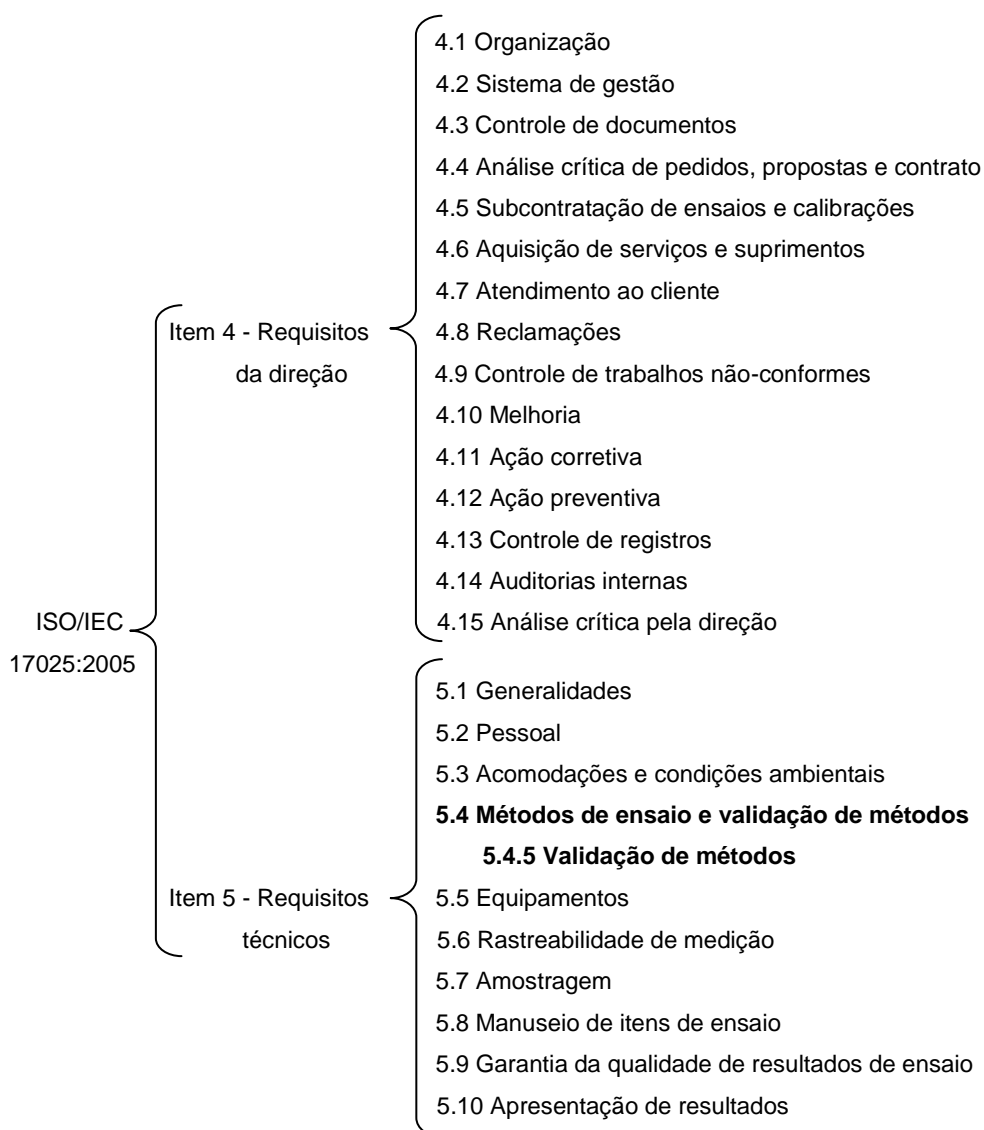 4.1 Organização
4.2 Sistema de gestão
4.3 Controle de documentos
4.4 Análise crítica de pedidos, propostas e contrato
4.5 Subcontratação de ensaios e calibrações
4.6 Aquisição de serviços e suprimentos
4.7 Atendimento ao cliente
Item 4 - Requisitos
da direção
4.8 Reclamações
4.9 Controle de trabalhos não-conformes
4.10 Melhoria
4.11 Ação corretiva
4.12 Ação preventiva
4.13 Controle de registros
4.14 Auditorias internas
4.15 Análise crítica pela direção
ISO/IEC
17025:2005
5.1 Generalidades
5.2 Pessoal
5.3 Acomodações e condições ambientais
5.4 Métodos de ensaio e validação de métodos
5.4.5 Validação de métodos
Item 5 - Requisitos
técnicos
5.5 Equipamentos
5.6 Rastreabilidade de medição
5.7 Amostragem
5.8 Manuseio de itens de ensaio
5.9 Garantia da qualidade de resultados de ensaio
5.10 Apresentação de resultados